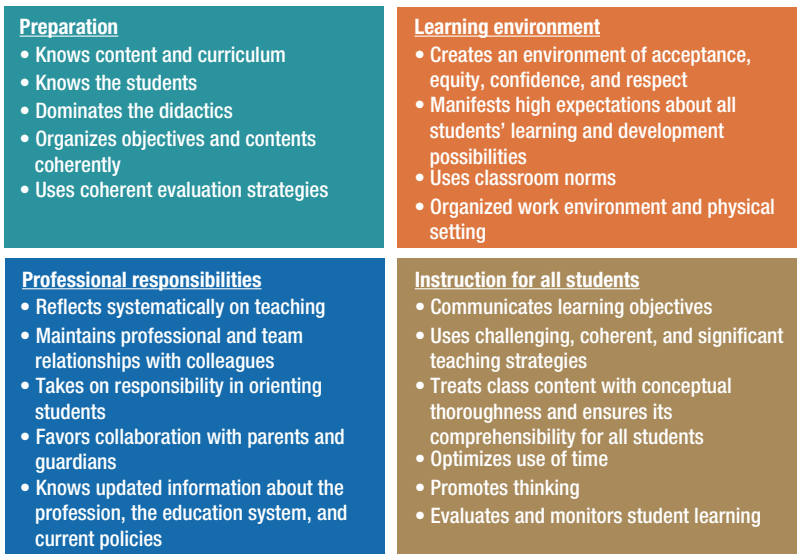 Preparation
• Knows content and curriculum
• Knows the students
• Dominates the didactics
• Organizes objectives and contents
coherently
• Uses coherent evaluation strategies
Learning environment
• Creates an environment of acceptance,
equity, confidence, and respect
• Manifests high expectations about all
students’ learning and development
possibilities
• Uses classroom norms
• Organized work environment and physical
setting
Professional responsibilities
• Reflects systematically on teaching
• Maintains professional and team
relationships with colleagues
• Takes on responsibility in orienting
students
• Favors collaboration with parents and
guardians
• Knows updated information about the
profession, the education system, and
current policies
Instruction for all students
• Communicates learning objectives
• Uses challenging, coherent, and significant
teaching strategies
• Treats class content with conceptual
thoroughness and ensures its
comprehensibility for all students
• Optimizes use of time
• Promotes thinking
• Evaluates and monitors student learning